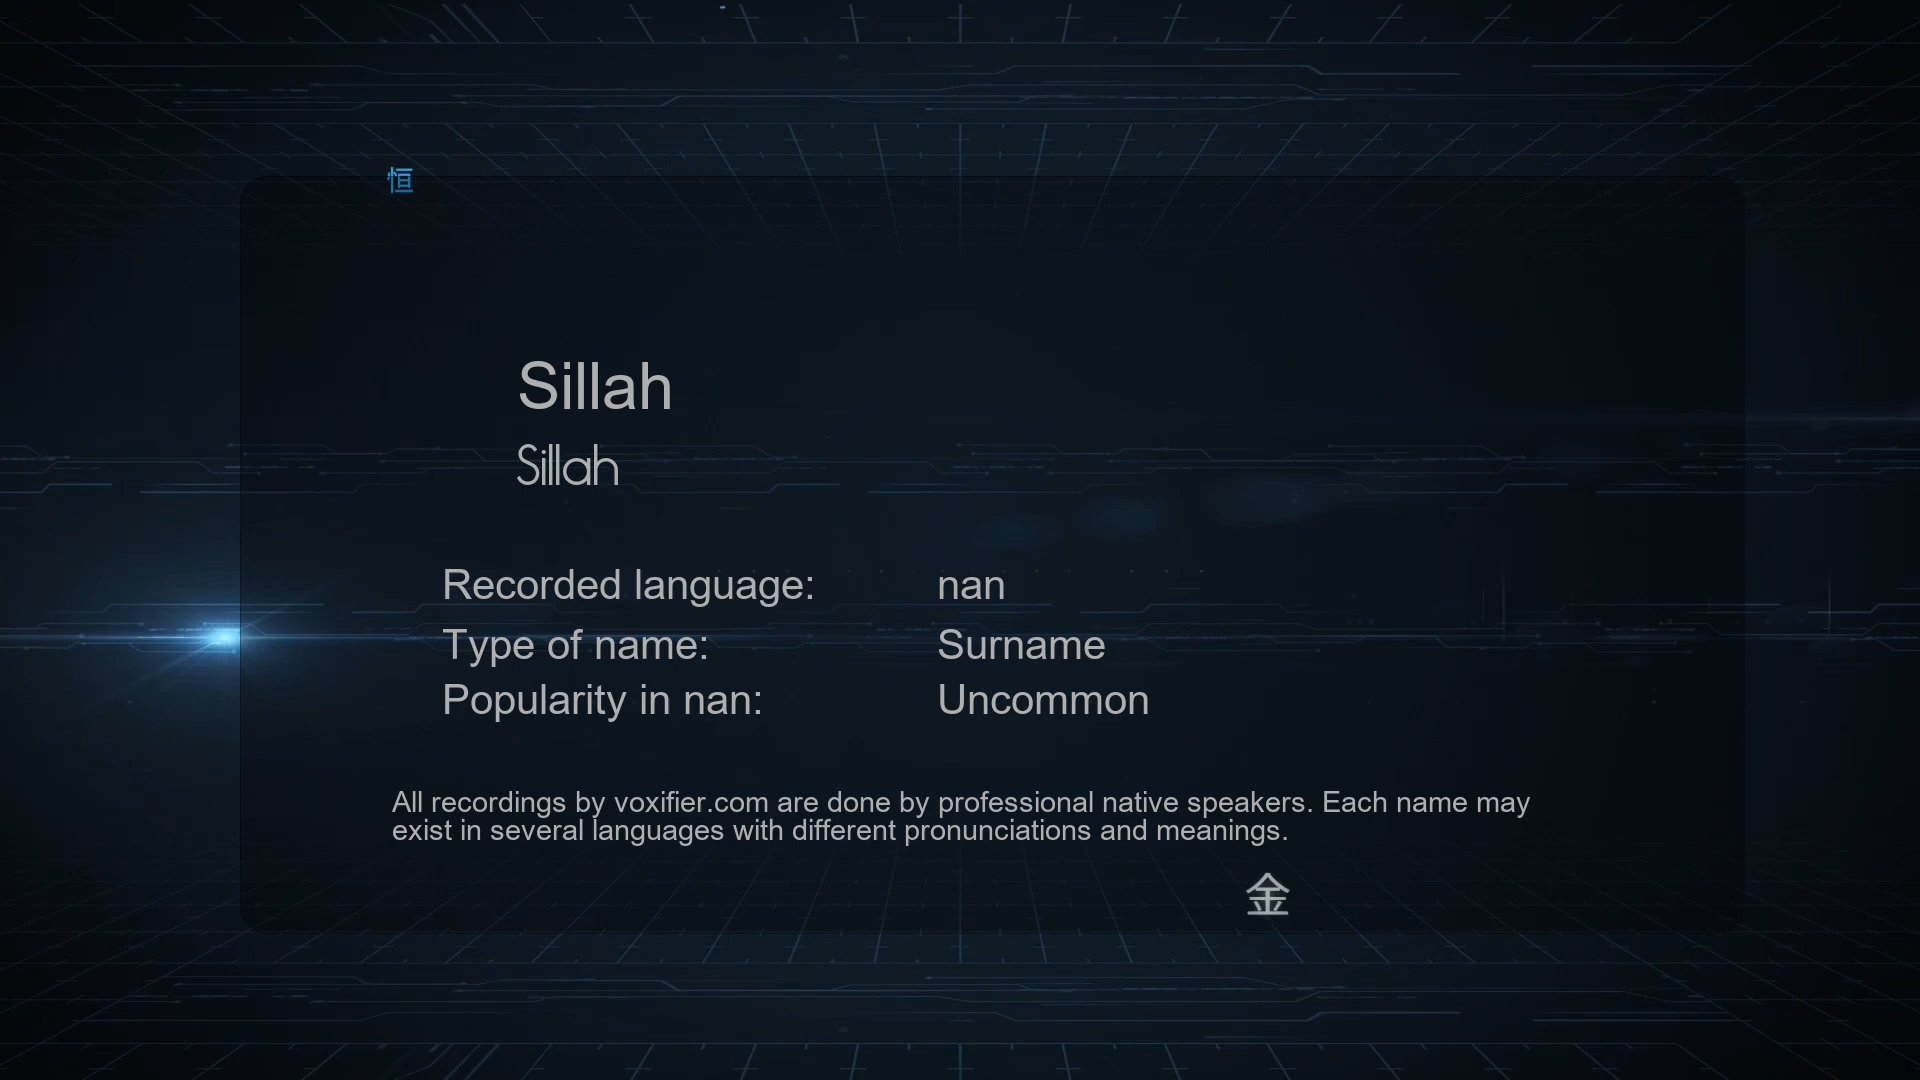 恒
Sillah
Sillah
Recorded language: nan
Type of name: Surname
Popularity in nan: Uncommon
All recordings by voxifier.com are done by professional native speakers. Each name may
exist in several languages with different pronunciations and meanings.
金